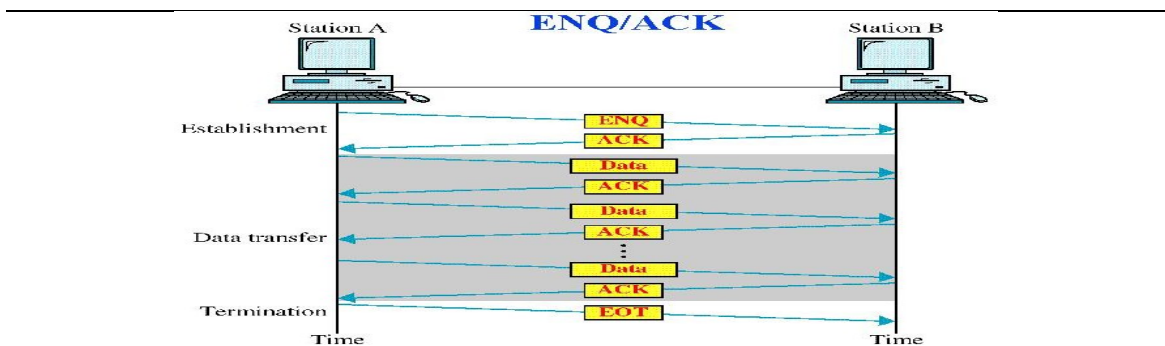 ENQ/ACK
Station A
Station B
Establishment
ENQ
ACK
Data
ACK
Data
Data transfer
ACK
Data
ACK
Termination
EOT
Time
Time